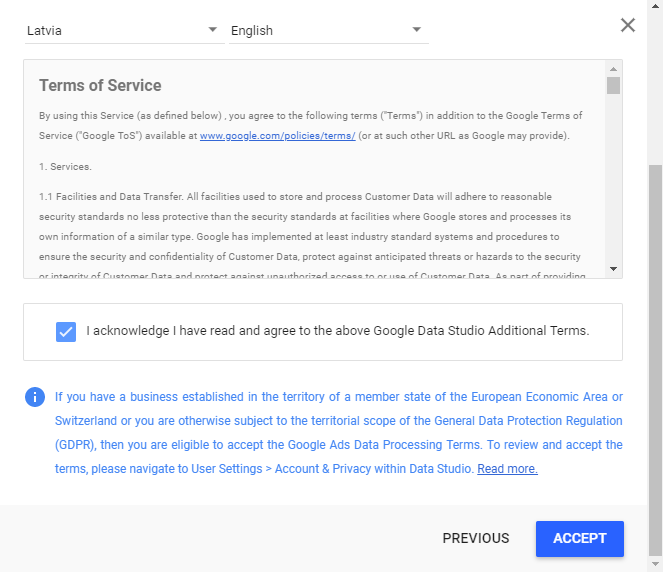 Latvia English
Terms of Service
By using this Service (as defined below) , you agree to the following terms ("Terms") in addition to the Google Terms of
Service ("Google ToS") available at www.google.com/policies/terms/ (or at such other URL as Google may provide).
1. Services.
1.1 Facilities and Data Transfer. All facilities used to store and process Customer Data will adhere to reasonable
security standards no less protective than the security standards at facilities where Google stores and processes its
own information of a similar type. Google has implemented at least industry standard systems and procedures to
ensure the security and confidentiality of Customer Data, protect against anticipated threats or hazards to the security
or integrity of Customer Data and protect against unauthorized access to or use of Customer Data. As part of providing
I acknowledge I have read and agree to the above Google Data Studio Additional Terms.
If you have a business established in the territory of a member state of the European Economic Area or
Switzerland or you are otherwise subject to the territorial scope of the General Data Protection Regulation
(GDPR), then you are eligible to accept the Google Ads Data Processing Terms. To review and accept the
terms, please navigate to User Settings > Account & Privacy within Data Studio. Read more.
PREVIOUS ACCEPT